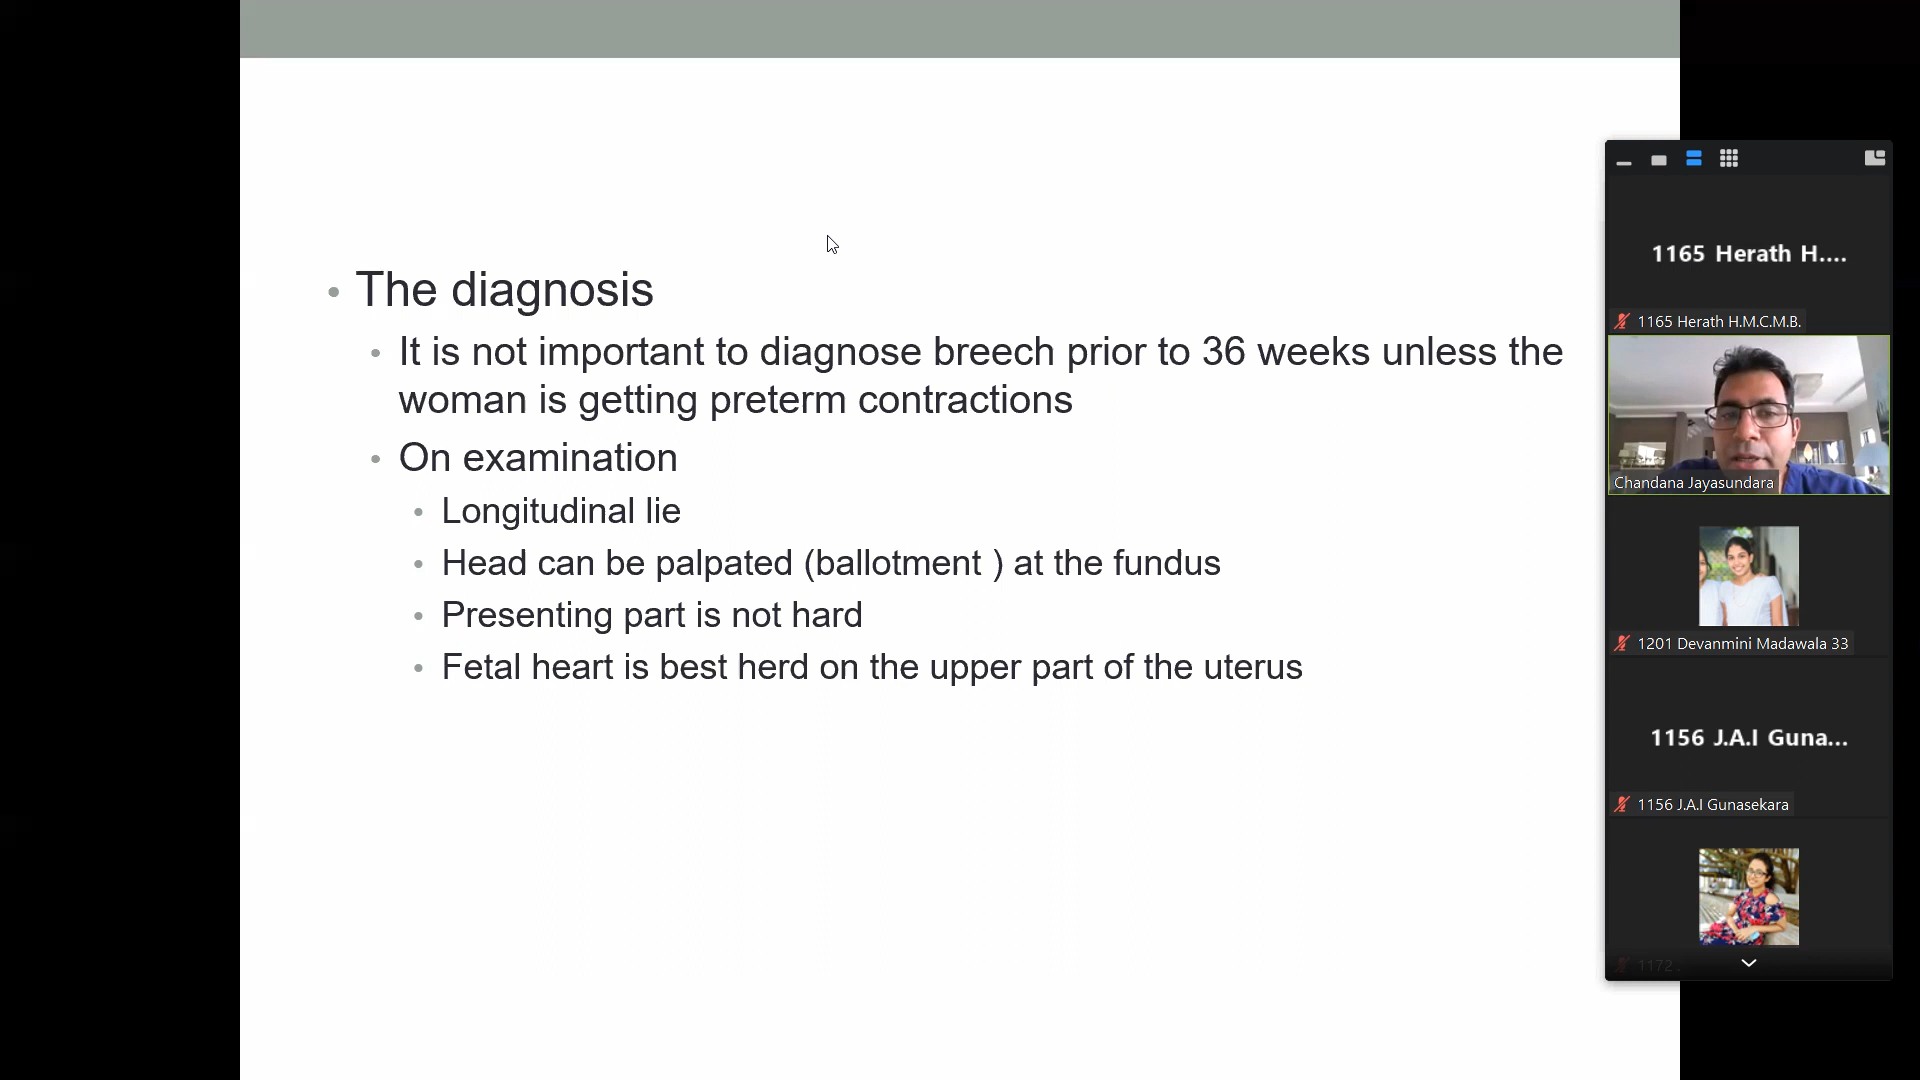 The diagnosis
It is not important to diagnose breech prior to 36 weeks unless the
woman is getting preterm contractions
On examination
Longitudinal lie
Head can be palpated (ballotment ) at the fundus
Presenting part is not hard
Fetal heart is best herd on the upper part of the uterus
1165 Herath H....
1165 Herath H.M.C.M.B.
Chandana Jayasundara
1201 Devanmini Madawala 33
1156 J.A.I Guna...
1156 J.A.I Gunasekara
1172